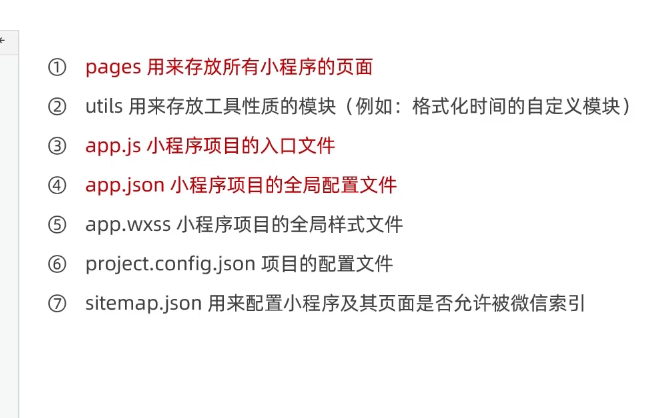 ① pages 用来存放所有小程序的页面
② utils 用来存放工具性质的模块（例如：格式化时间的自定义模块）
③ app.js 小程序项目的入口文件
④ app.json 小程序项目的全局配置文件
⑤ app.wxss 小程序项目的全局样式文件
⑥ project.config.json 项目的配置文件
⑦ sitemap.json 用来配置小程序及其页面是否允许被微信索引